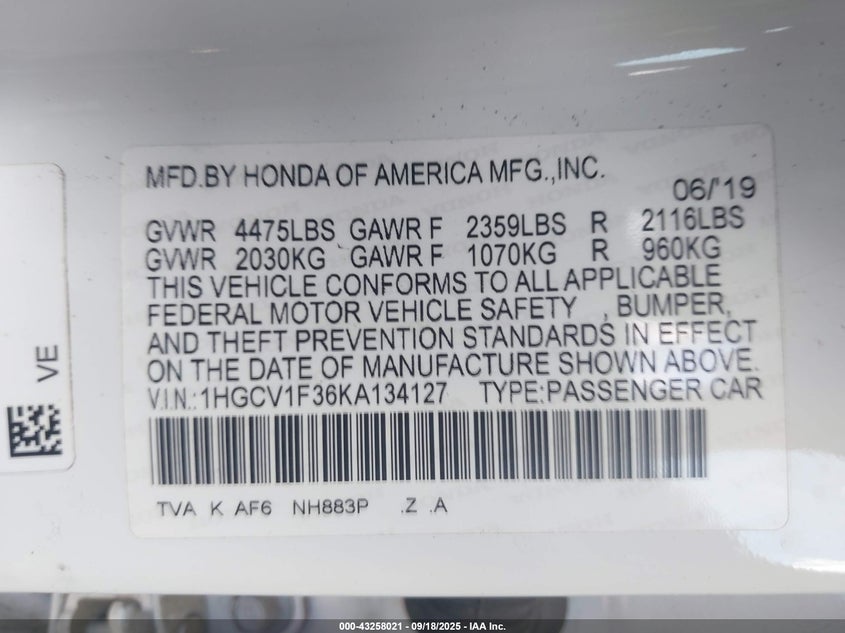 MFD.BY HONDA OF AMERICA MFG.,INC.
06/'19
GVWR 4475LBS GAWR F 2359LBS R 2116LBS
GVWR 2030KG GAWR F 1070KG R 960KG
THIS VEHICLE CONFORMS TO ALL APPLICABLE
FEDERAL MOTOR VEHICLE SAFETY , BUMPER,
AND THEFT PREVENTION STANDARDS IN EFFECT
ON THE DATE OF MANUFACTURE SHOWN ABOVE.
V.I.N.:1HGCV1F36KA134127 TYPE:PASSENGER CAR
TVA K AF6 NH883P .Z .A
VE
000-43258021 - 09/18/2025 - IAA Inc.